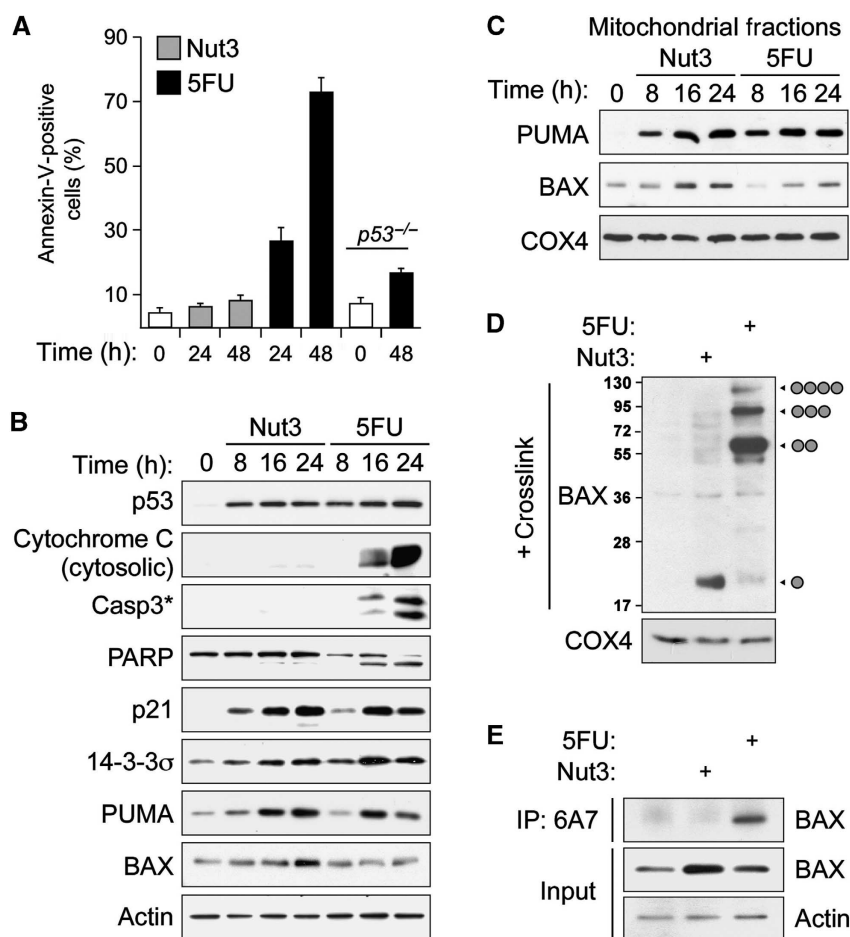 A
Annexin-V-positive
cells (%)
90
70
50
30
10
Nut3
5FU
p53–/–
Time (h): 0 24 48 24 48 0 48
B
Nut3 5FU
Time (h): 0 8 16 24 8 16 24
p53
Cytochrome C
(cytosolic)
Casp3*
PARP
p21
14-3-3σ
PUMA
BAX
Actin
C
Mitochondrial fractions
Nut3 5FU
Time (h): 0 8 16 24 8 16 24
PUMA
BAX
COX4
D
5FU: +
Nut3: +
+ Crosslink
BAX
130
95
72
55
36
28
17
COX4
E
5FU: +
Nut3: +
IP: 6A7 BAX
Input BAX
Actin